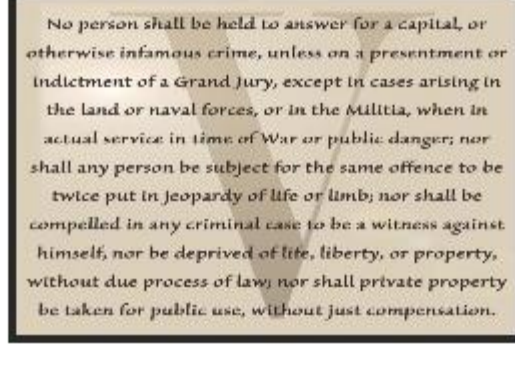 No person shall be held to answer for a capital, or
otherwise infamous crime, unless on a presentment or
indictment of a Grand Jury, except in cases arising in
the land or naval forces, or in the Militia, when in
actual service in time of War or public danger; nor
shall any person be subject for the same offence to be
twice put in jeopardy of life or limb; nor shall be
compelled in any criminal case to be a witness against
himself, nor be deprived of life, liberty, or property,
without due process of law; nor shall private property
be taken for public use, without just compensation.
V